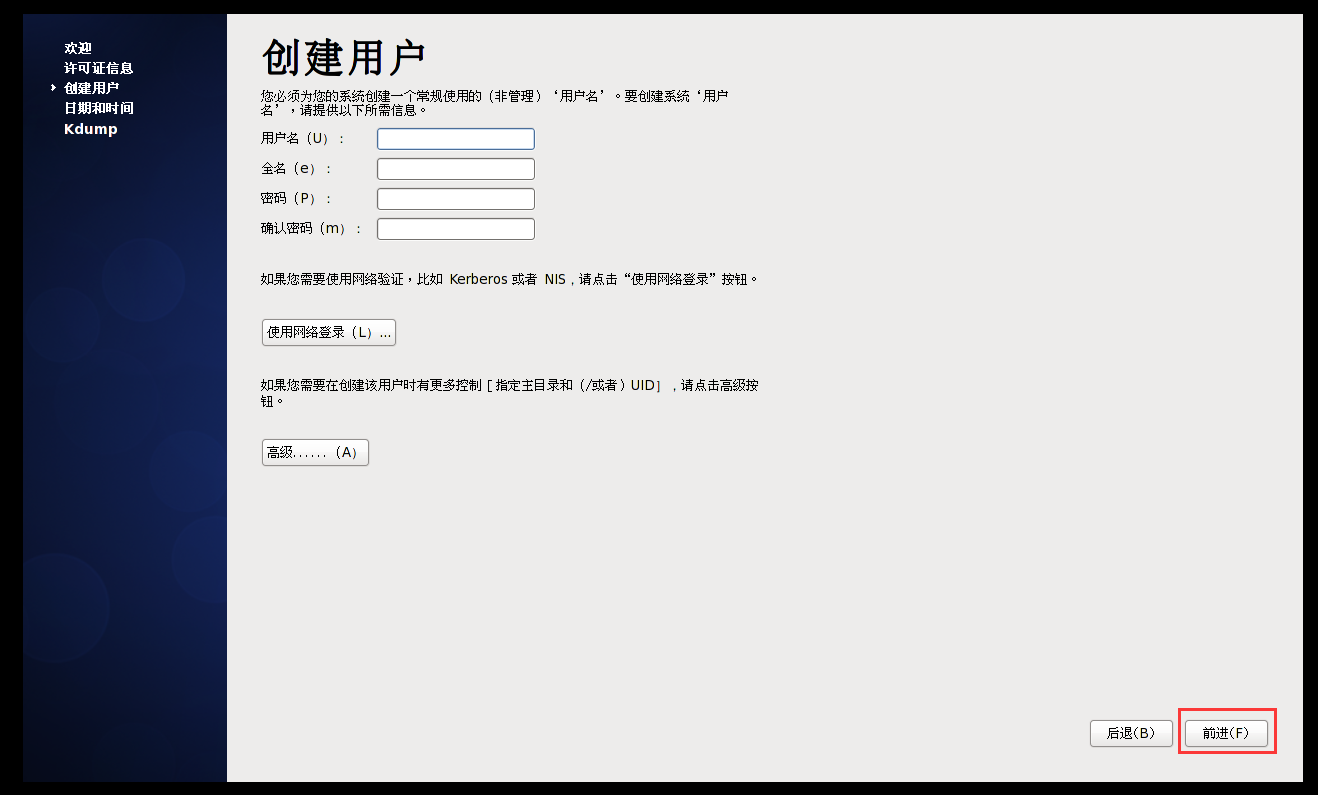 欢迎
许可证信息
创建用户
日期和时间
Kdump
创建用户
您必须为您的系统创建一个常规使用的（非管理）‘用户名’。要创建系统‘用户
名’，请提供以下所需信息。
用户名（U）：
全名（e）：
密码（P）：
确认密码（m）：
如果您需要使用网络验证，比如 Kerberos 或者 NIS，请点击“使用网络登录”按钮。
使用网络登录（L）...
如果您需要在创建该用户时有更多控制 [ 指定主目录和（/或者）UID］，请点击高级按
钮。
高级......（A）
后退(B)
前进(F)